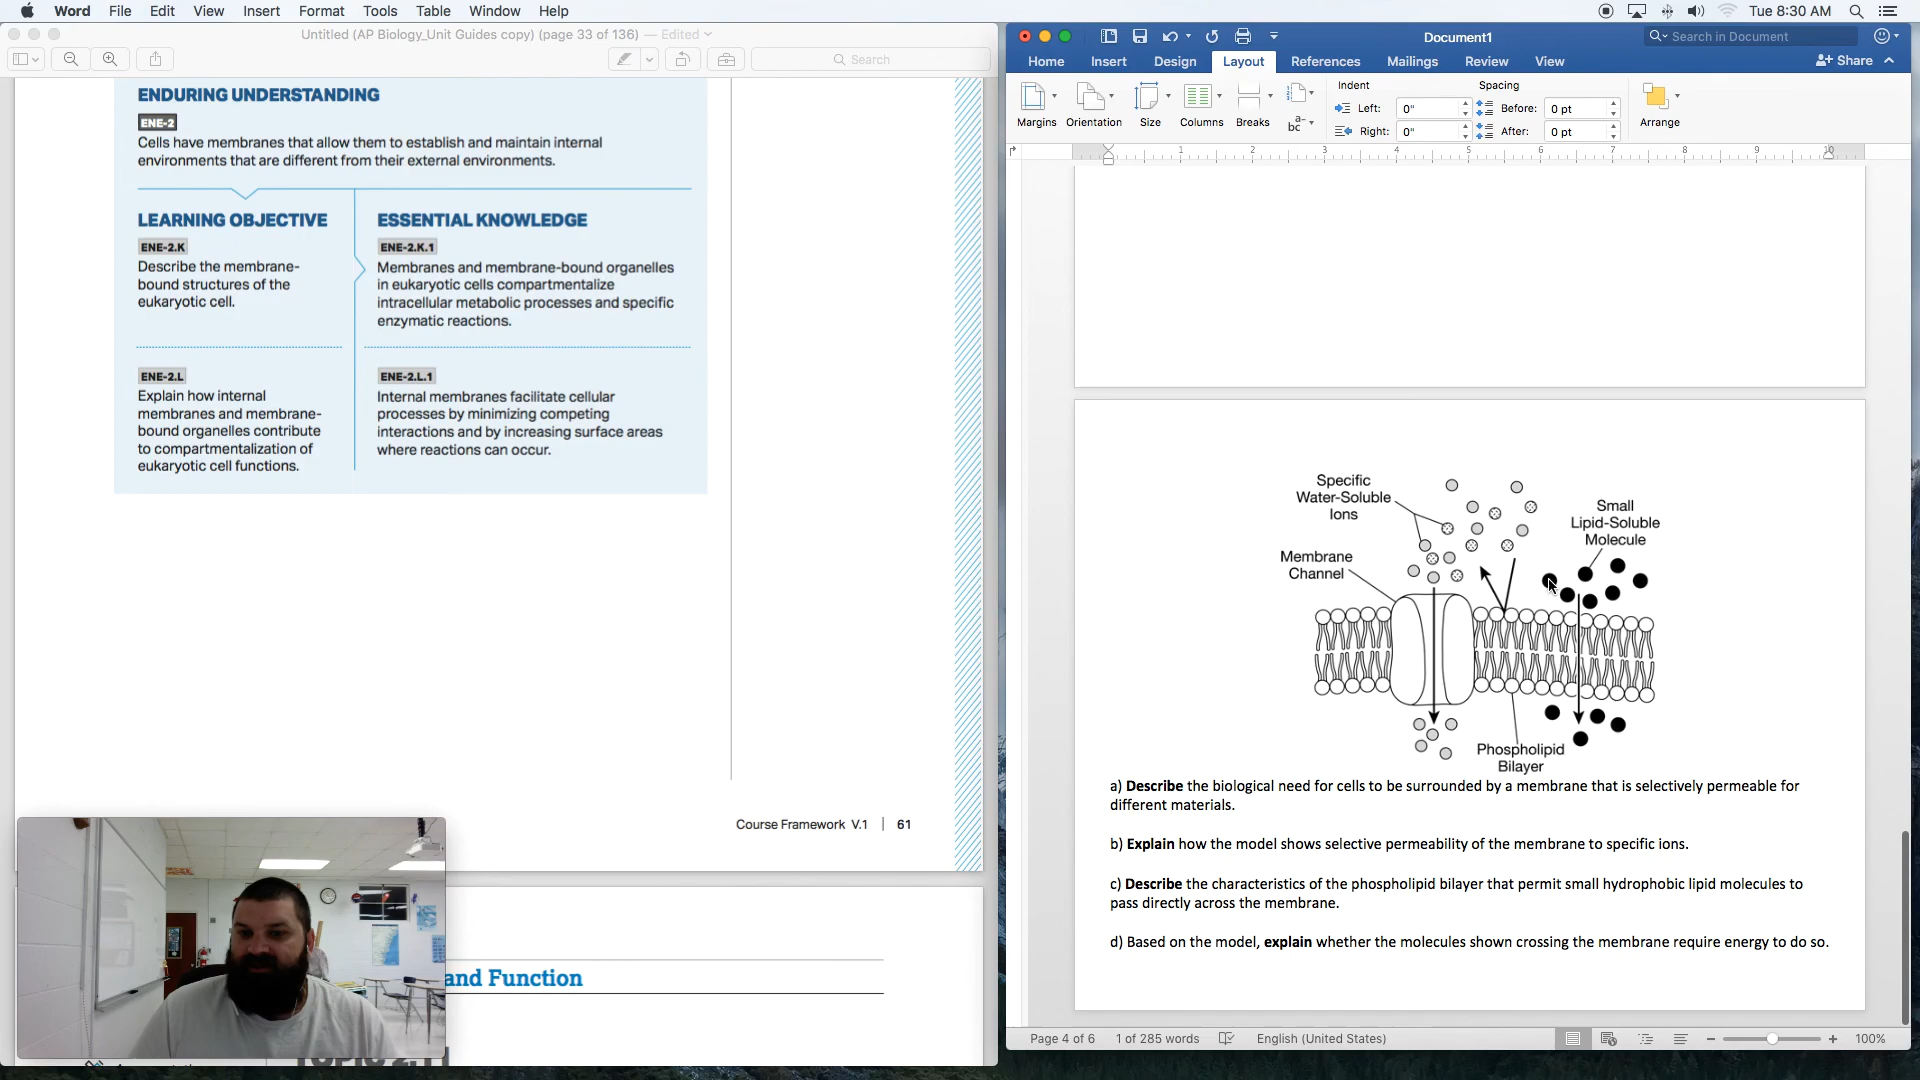 Word File Edit View Insert Format Tools Table Window Help
Tue 8:30 AM
Untitled (AP Biology_Unit Guides copy) (page 33 of 136) — Edited
Search
ENDURING UNDERSTANDING
ENE-2
Cells have membranes that allow them to establish and maintain internal
environments that are different from their external environments.
LEARNING OBJECTIVE
ENE-2.K
Describe the membrane-
bound structures of the
eukaryotic cell.
ESSENTIAL KNOWLEDGE
ENE-2.K.1
Membranes and membrane-bound organelles
in eukaryotic cells compartmentalize
intracellular metabolic processes and specific
enzymatic reactions.
ENE-2.L
Explain how internal
membranes and membrane-
bound organelles contribute
to compartmentalization of
eukaryotic cell functions.
ENE-2.L.1
Internal membranes facilitate cellular
processes by minimizing competing
interactions and by increasing surface areas
where reactions can occur.
Course Framework V.1 | 61
and Function
Document1
Search in Document
Home Insert Design Layout References Mailings Review View
Share
Margins Orientation Size Columns Breaks
abc
Indent
Left: 0"
Right: 0"
Spacing
Before: 0 pt
After: 0 pt
Arrange
1 2 3 4 5 6 7 8 9 10
Specific
Water-Soluble
Ions
Small
Lipid-Soluble
Molecule
Membrane
Channel
Phospholipid
Bilayer
a) Describe the biological need for cells to be surrounded by a membrane that is selectively permeable for
different materials.
b) Explain how the model shows selective permeability of the membrane to specific ions.
c) Describe the characteristics of the phospholipid bilayer that permit small hydrophobic lipid molecules to
pass directly across the membrane.
d) Based on the model, explain whether the molecules shown crossing the membrane require energy to do so.
Page 4 of 6 1 of 285 words English (United States) 100%